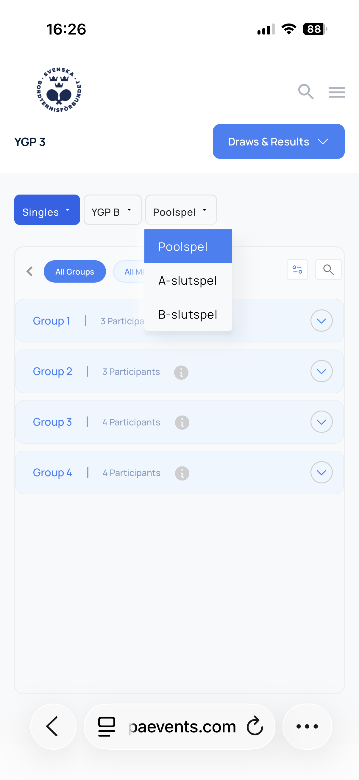 16:26
88
SVENSKA
BORDTENNISFÖRBUNDET
YGP 3
Draws & Results
Singles
YGP B
Poolspel
Poolspel
A-slutspel
B-slutspel
All Groups
All M
Group 1 | 3 Participa
Group 2 | 3 Participants
Group 3 | 4 Participants
Group 4 | 4 Participants
paevents.com